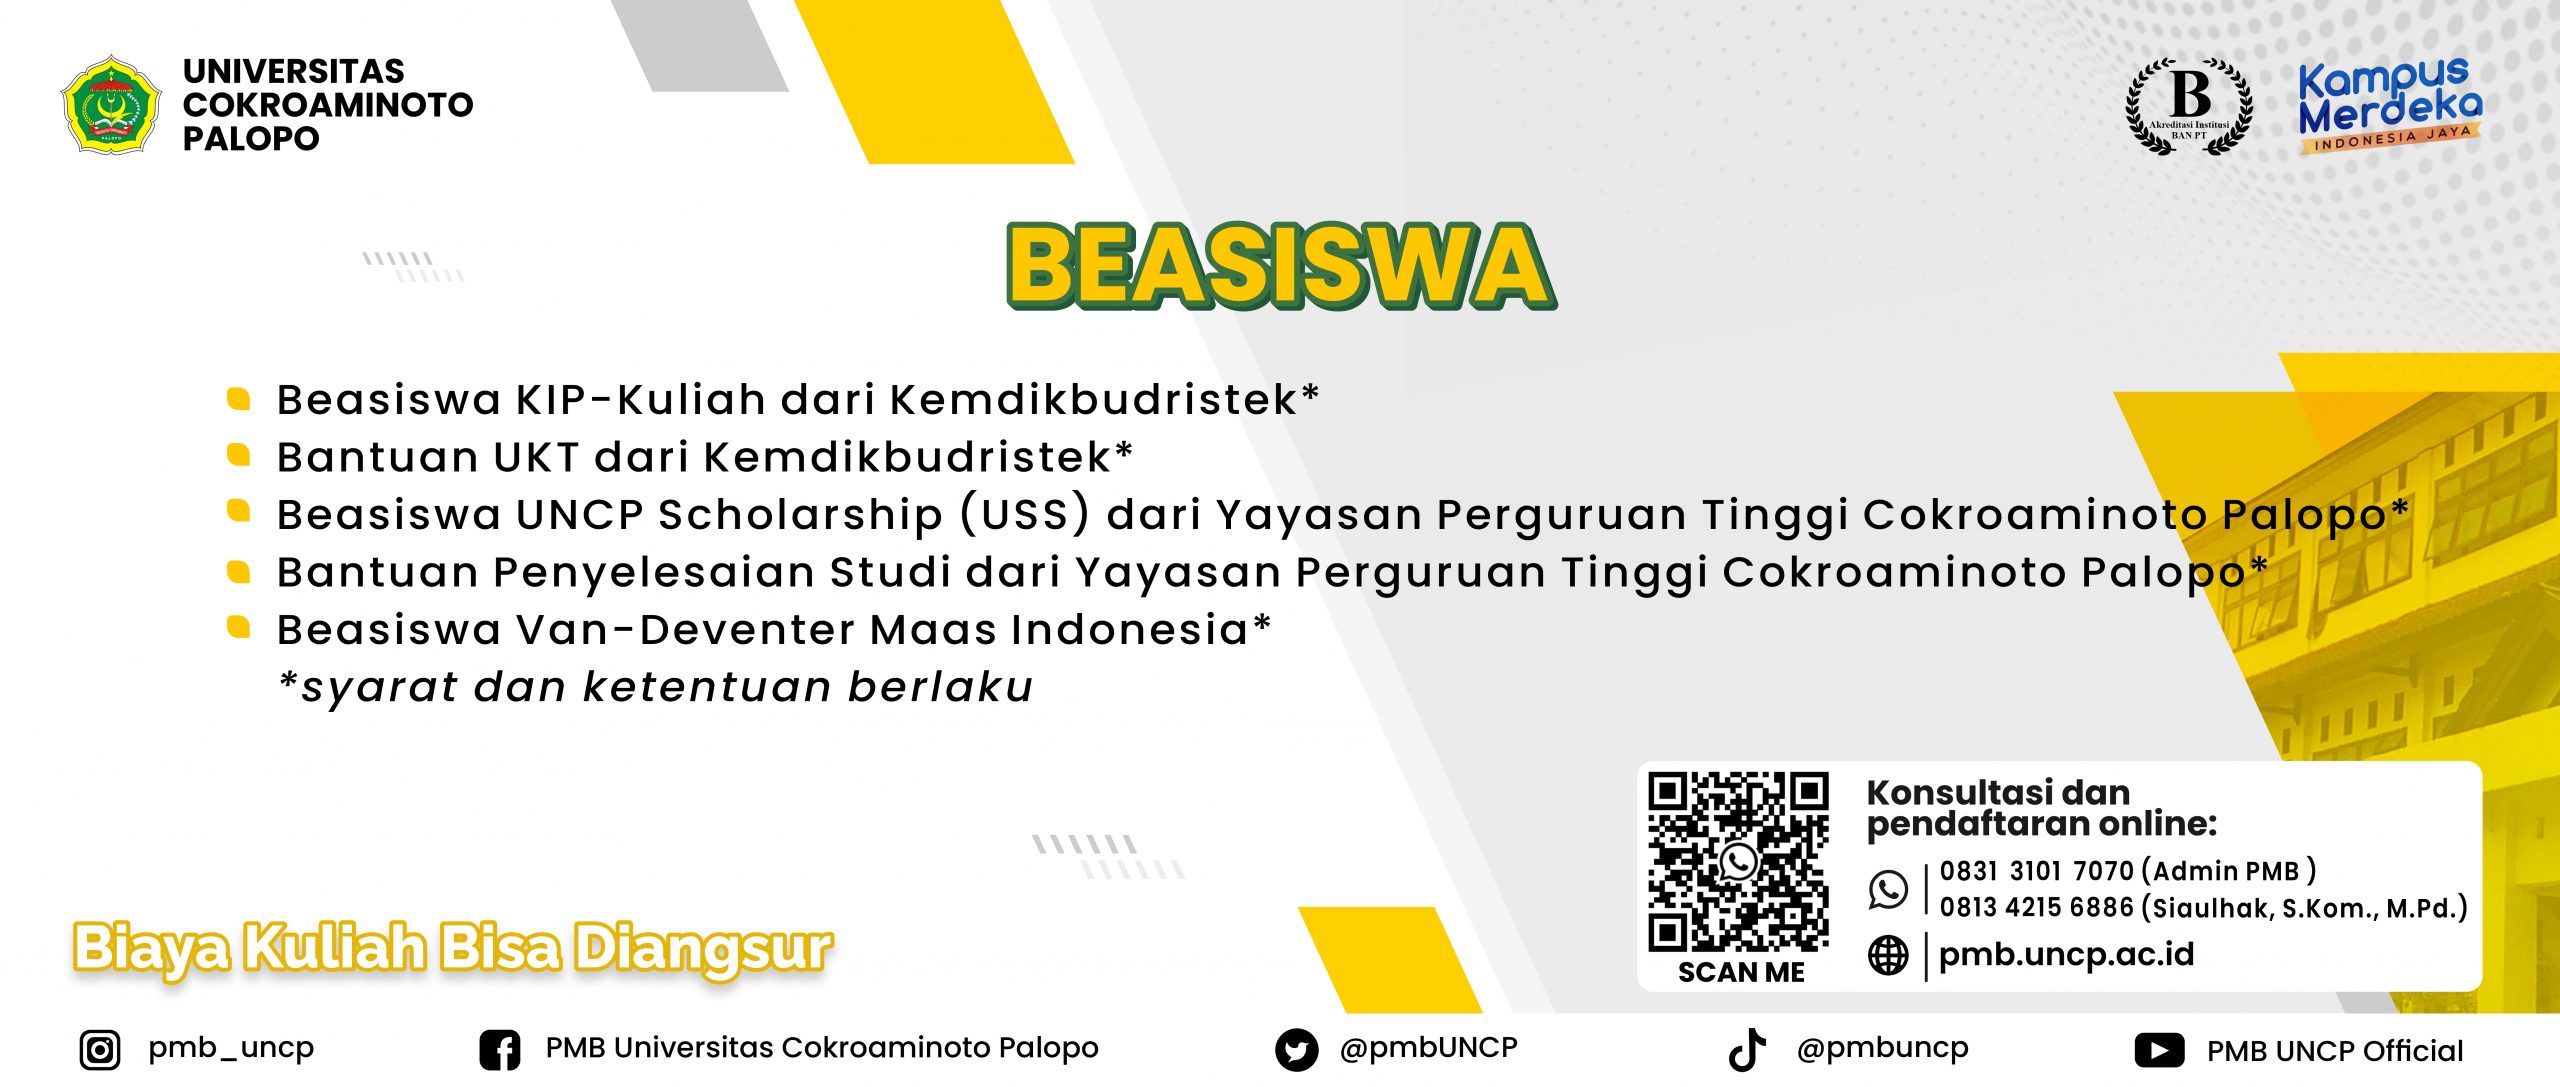 UNIVERSITAS
COKROAMINOTO
PALOPO
B
Akreditasi Institusi
BAN PT
Kampus
Merdeka
INDONESIA JAYA
BEASISWA
Beasiswa KIP-Kuliah dari Kemdikbudristek*
Bantuan UKT dari Kemdikbudristek*
Beasiswa UNCP Scholarship (USS) dari Yayasan Perguruan Tinggi Cokroaminoto Palopo*
Bantuan Penyelesaian Studi dari Yayasan Perguruan Tinggi Cokroaminoto Palopo*
Beasiswa Van-Deventer Maas Indonesia*
*syarat dan ketentuan berlaku
Konsultasi dan
pendaftaran online:
0831 3101 7070 (Admin PMB )
0813 4215 6886 (Siaulhak, S.Kom., M.Pd.)
pmb.uncp.ac.id
SCAN ME
Biaya Kuliah Bisa Diangsur
pmb_uncp
PMB Universitas Cokroaminoto Palopo
@pmbUNCP
@pmbuncp
PMB UNCP Official